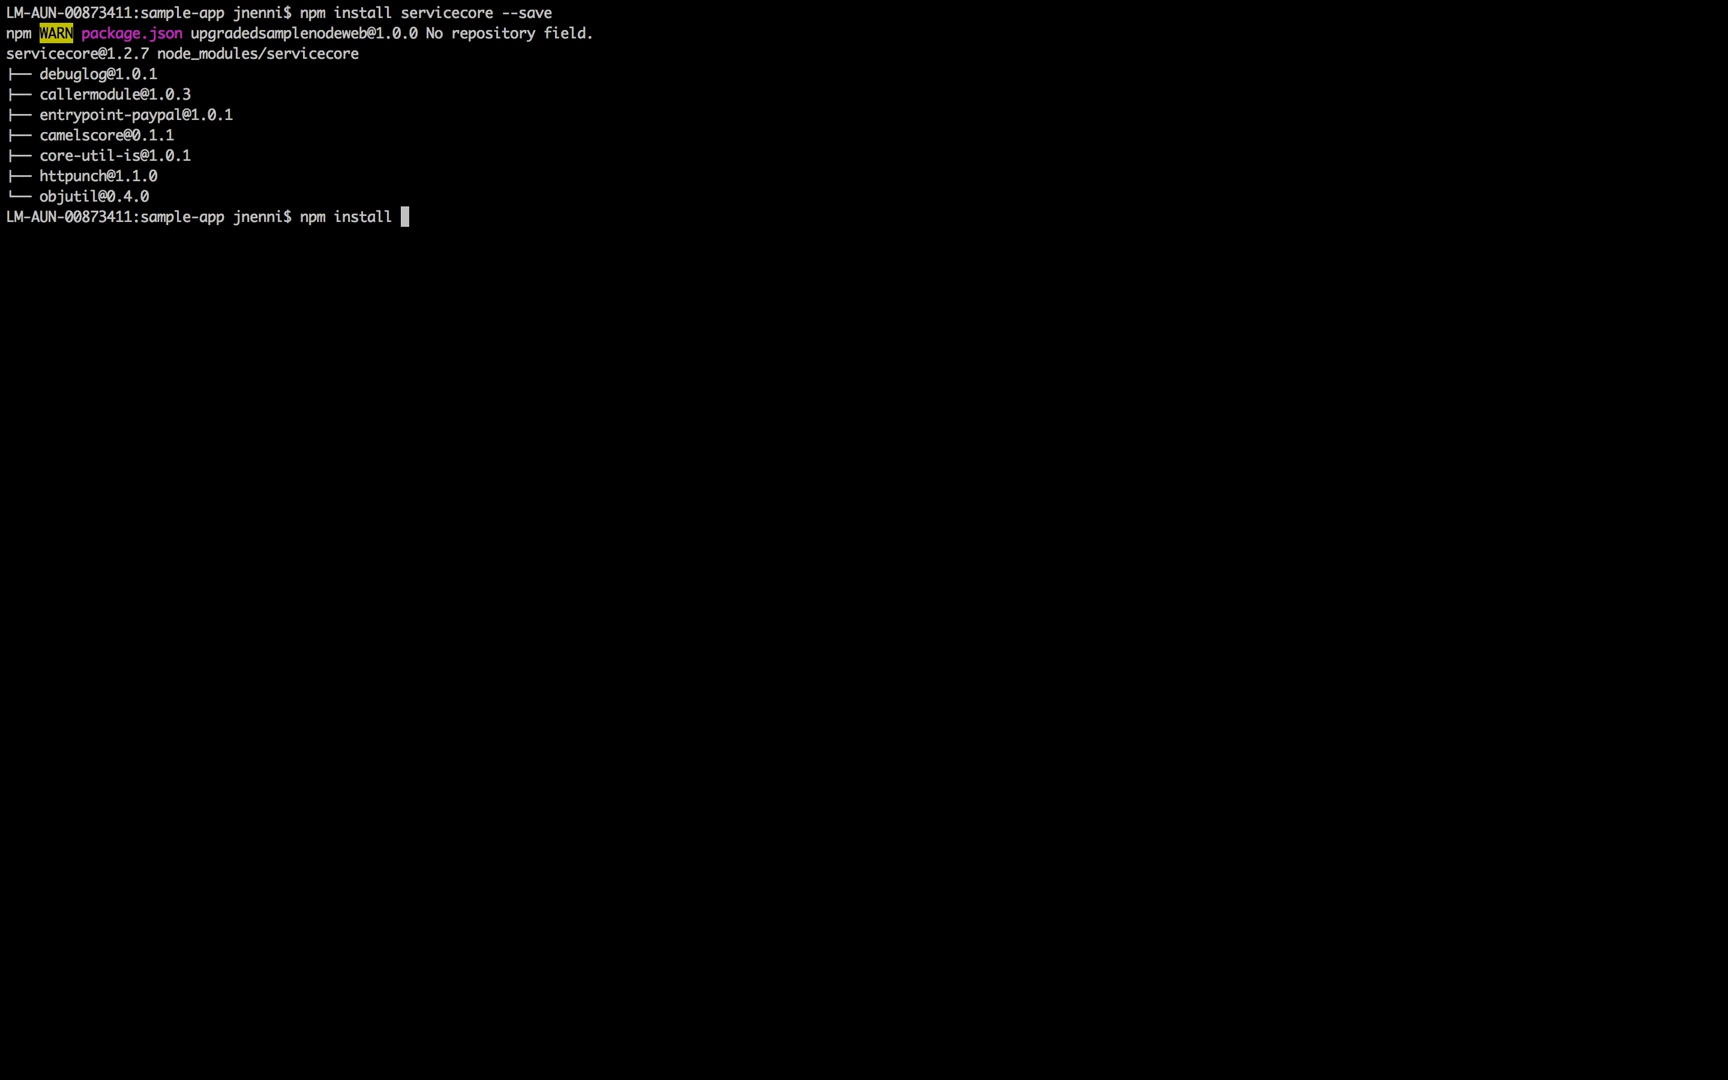 LM-AUN-00873411:sample-app jnenni$ npm install servicecore --save
npm WARN package.json upgradedsamplenodeweb@1.0.0 No repository field.
servicecore@1.2.7 node_modules/servicecore
├── debuglog@1.0.1
├── callermodule@1.0.3
├── entrypoint-paypal@1.0.1
├── camelscore@0.1.1
├── core-util-is@1.0.1
├── httpunch@1.1.0
└── objutil@0.4.0
LM-AUN-00873411:sample-app jnenni$ npm install